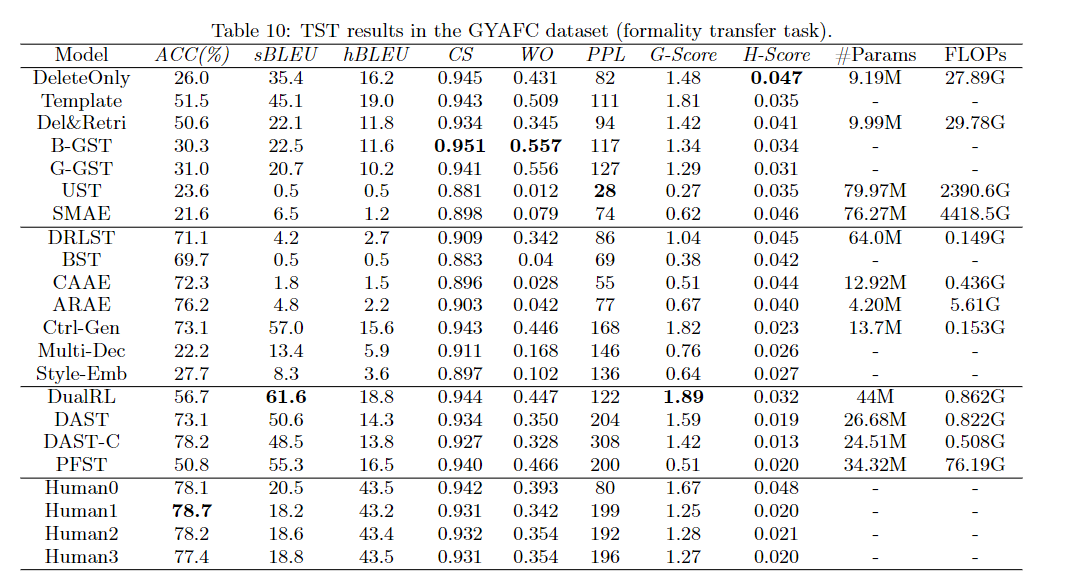 Table 10: TST results in the GYAFC dataset (formality transfer task).
Model ACC(%) sBLEU hBLEU CS WO PPL G-Score H-Score #Params FLOPs
DeleteOnly 26.0 35.4 16.2 0.945 0.431 82 1.48 0.047 9.19M 27.89G
Template 51.5 45.1 19.0 0.943 0.509 111 1.81 0.035 - -
Del&Retri 50.6 22.1 11.8 0.934 0.345 94 1.42 0.041 9.99M 29.78G
B-GST 30.3 22.5 11.6 0.951 0.557 117 1.34 0.034 - -
G-GST 31.0 20.7 10.2 0.941 0.556 127 1.29 0.031 - -
UST 23.6 0.5 0.5 0.881 0.012 28 0.27 0.035 79.97M 2390.6G
SMAE 21.6 6.5 1.2 0.898 0.079 74 0.62 0.046 76.27M 4418.5G
DRLST 71.1 4.2 2.7 0.909 0.342 86 1.04 0.045 64.0M 0.149G
BST 69.7 0.5 0.5 0.883 0.04 69 0.38 0.042 - -
CAAE 72.3 1.8 1.5 0.896 0.028 55 0.51 0.044 12.92M 0.436G
ARAE 76.2 4.8 2.2 0.903 0.042 77 0.67 0.040 4.20M 5.61G
Ctrl-Gen 73.1 57.0 15.6 0.943 0.446 168 1.82 0.023 13.7M 0.153G
Multi-Dec 22.2 13.4 5.9 0.911 0.168 146 0.76 0.026 - -
Style-Emb 27.7 8.3 3.6 0.897 0.102 136 0.64 0.027 - -
DualRL 56.7 61.6 18.8 0.944 0.447 122 1.89 0.032 44M 0.862G
DAST 73.1 50.6 14.3 0.934 0.350 204 1.59 0.019 26.68M 0.822G
DAST-C 78.2 48.5 13.8 0.927 0.328 308 1.42 0.013 24.51M 0.508G
PFST 50.8 55.3 16.5 0.940 0.466 200 0.51 0.020 34.32M 76.19G
Human0 78.1 20.5 43.5 0.942 0.393 80 1.67 0.048 - -
Human1 78.7 18.2 43.2 0.931 0.342 199 1.25 0.020 - -
Human2 78.2 18.6 43.4 0.932 0.354 192 1.28 0.021 - -
Human3 77.4 18.8 43.5 0.931 0.354 196 1.27 0.020 - -